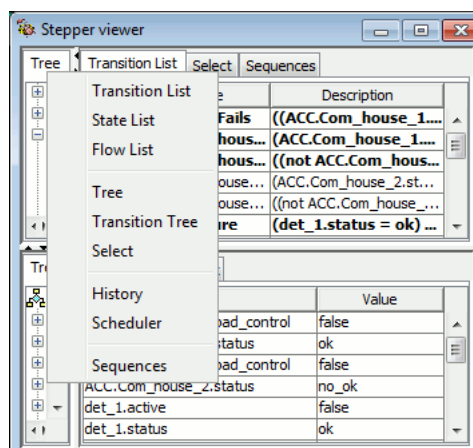 Stepper viewer
Tree Transition List Select Sequences
Transition List
State List
Flow List
Tree
Transition Tree
Select
History
Scheduler
Sequences
Description
Fails ((ACC.Com_house_1....
hous... (ACC.Com_house_1....
hous... ((not ACC.Com_hous...
ouse... (ACC.Com_house_2.st...
ouse... ((not ACC.Com_house_...
ure (det_1.status = ok) ...
Value
oad_control false
status ok
oad_control false
ACC.Com_house_2.status no_ok
det_1.active false
det_1.status ok